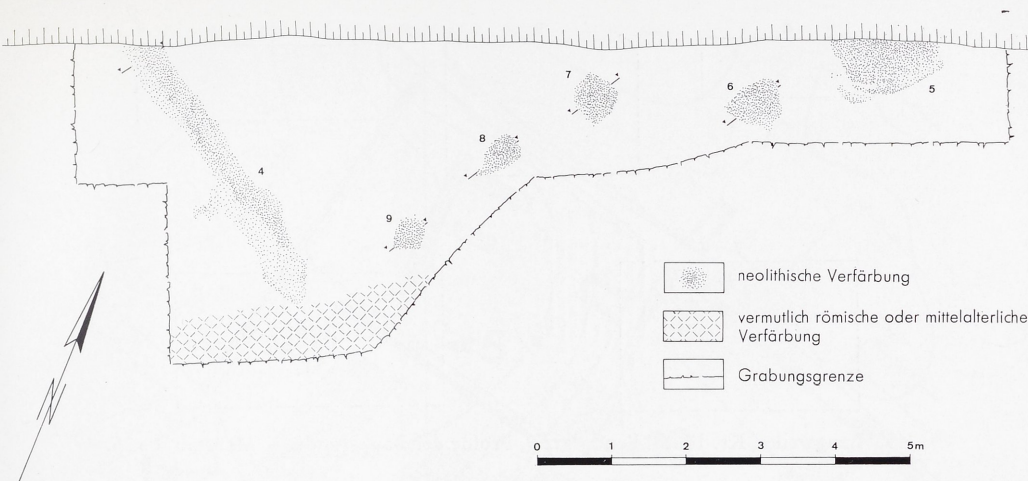 7
6
5
8
4
9
neolithische Verfärbung
vermutlich römische oder mittelalterliche
Verfärbung
Grabungsgrenze
N
0 1 2 3 4 5m